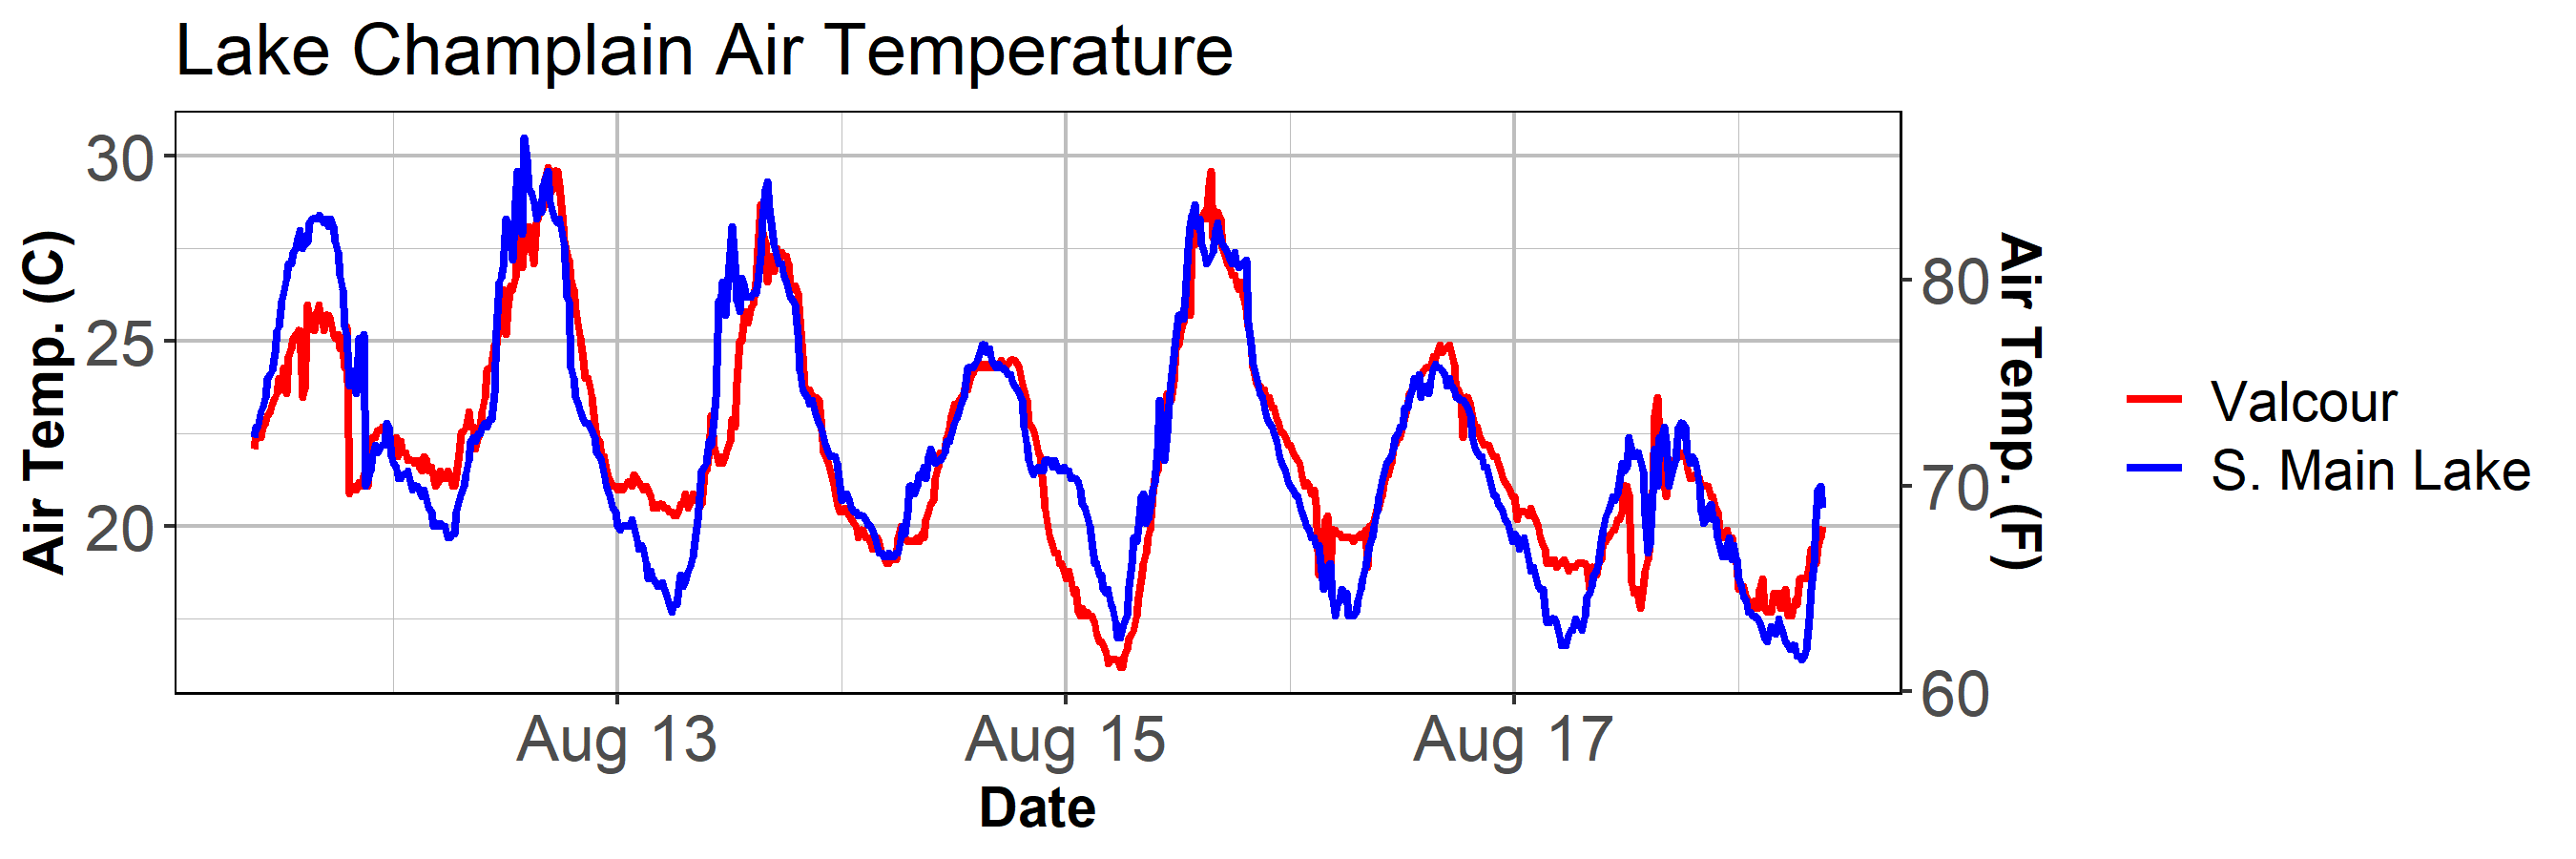 Lake Champlain Air Temperature
Air Temp. (C)
30
25
20
80
70
60
Air Temp. (F)
Aug 13
Aug 15
Aug 17
Date
Valcour
S. Main Lake